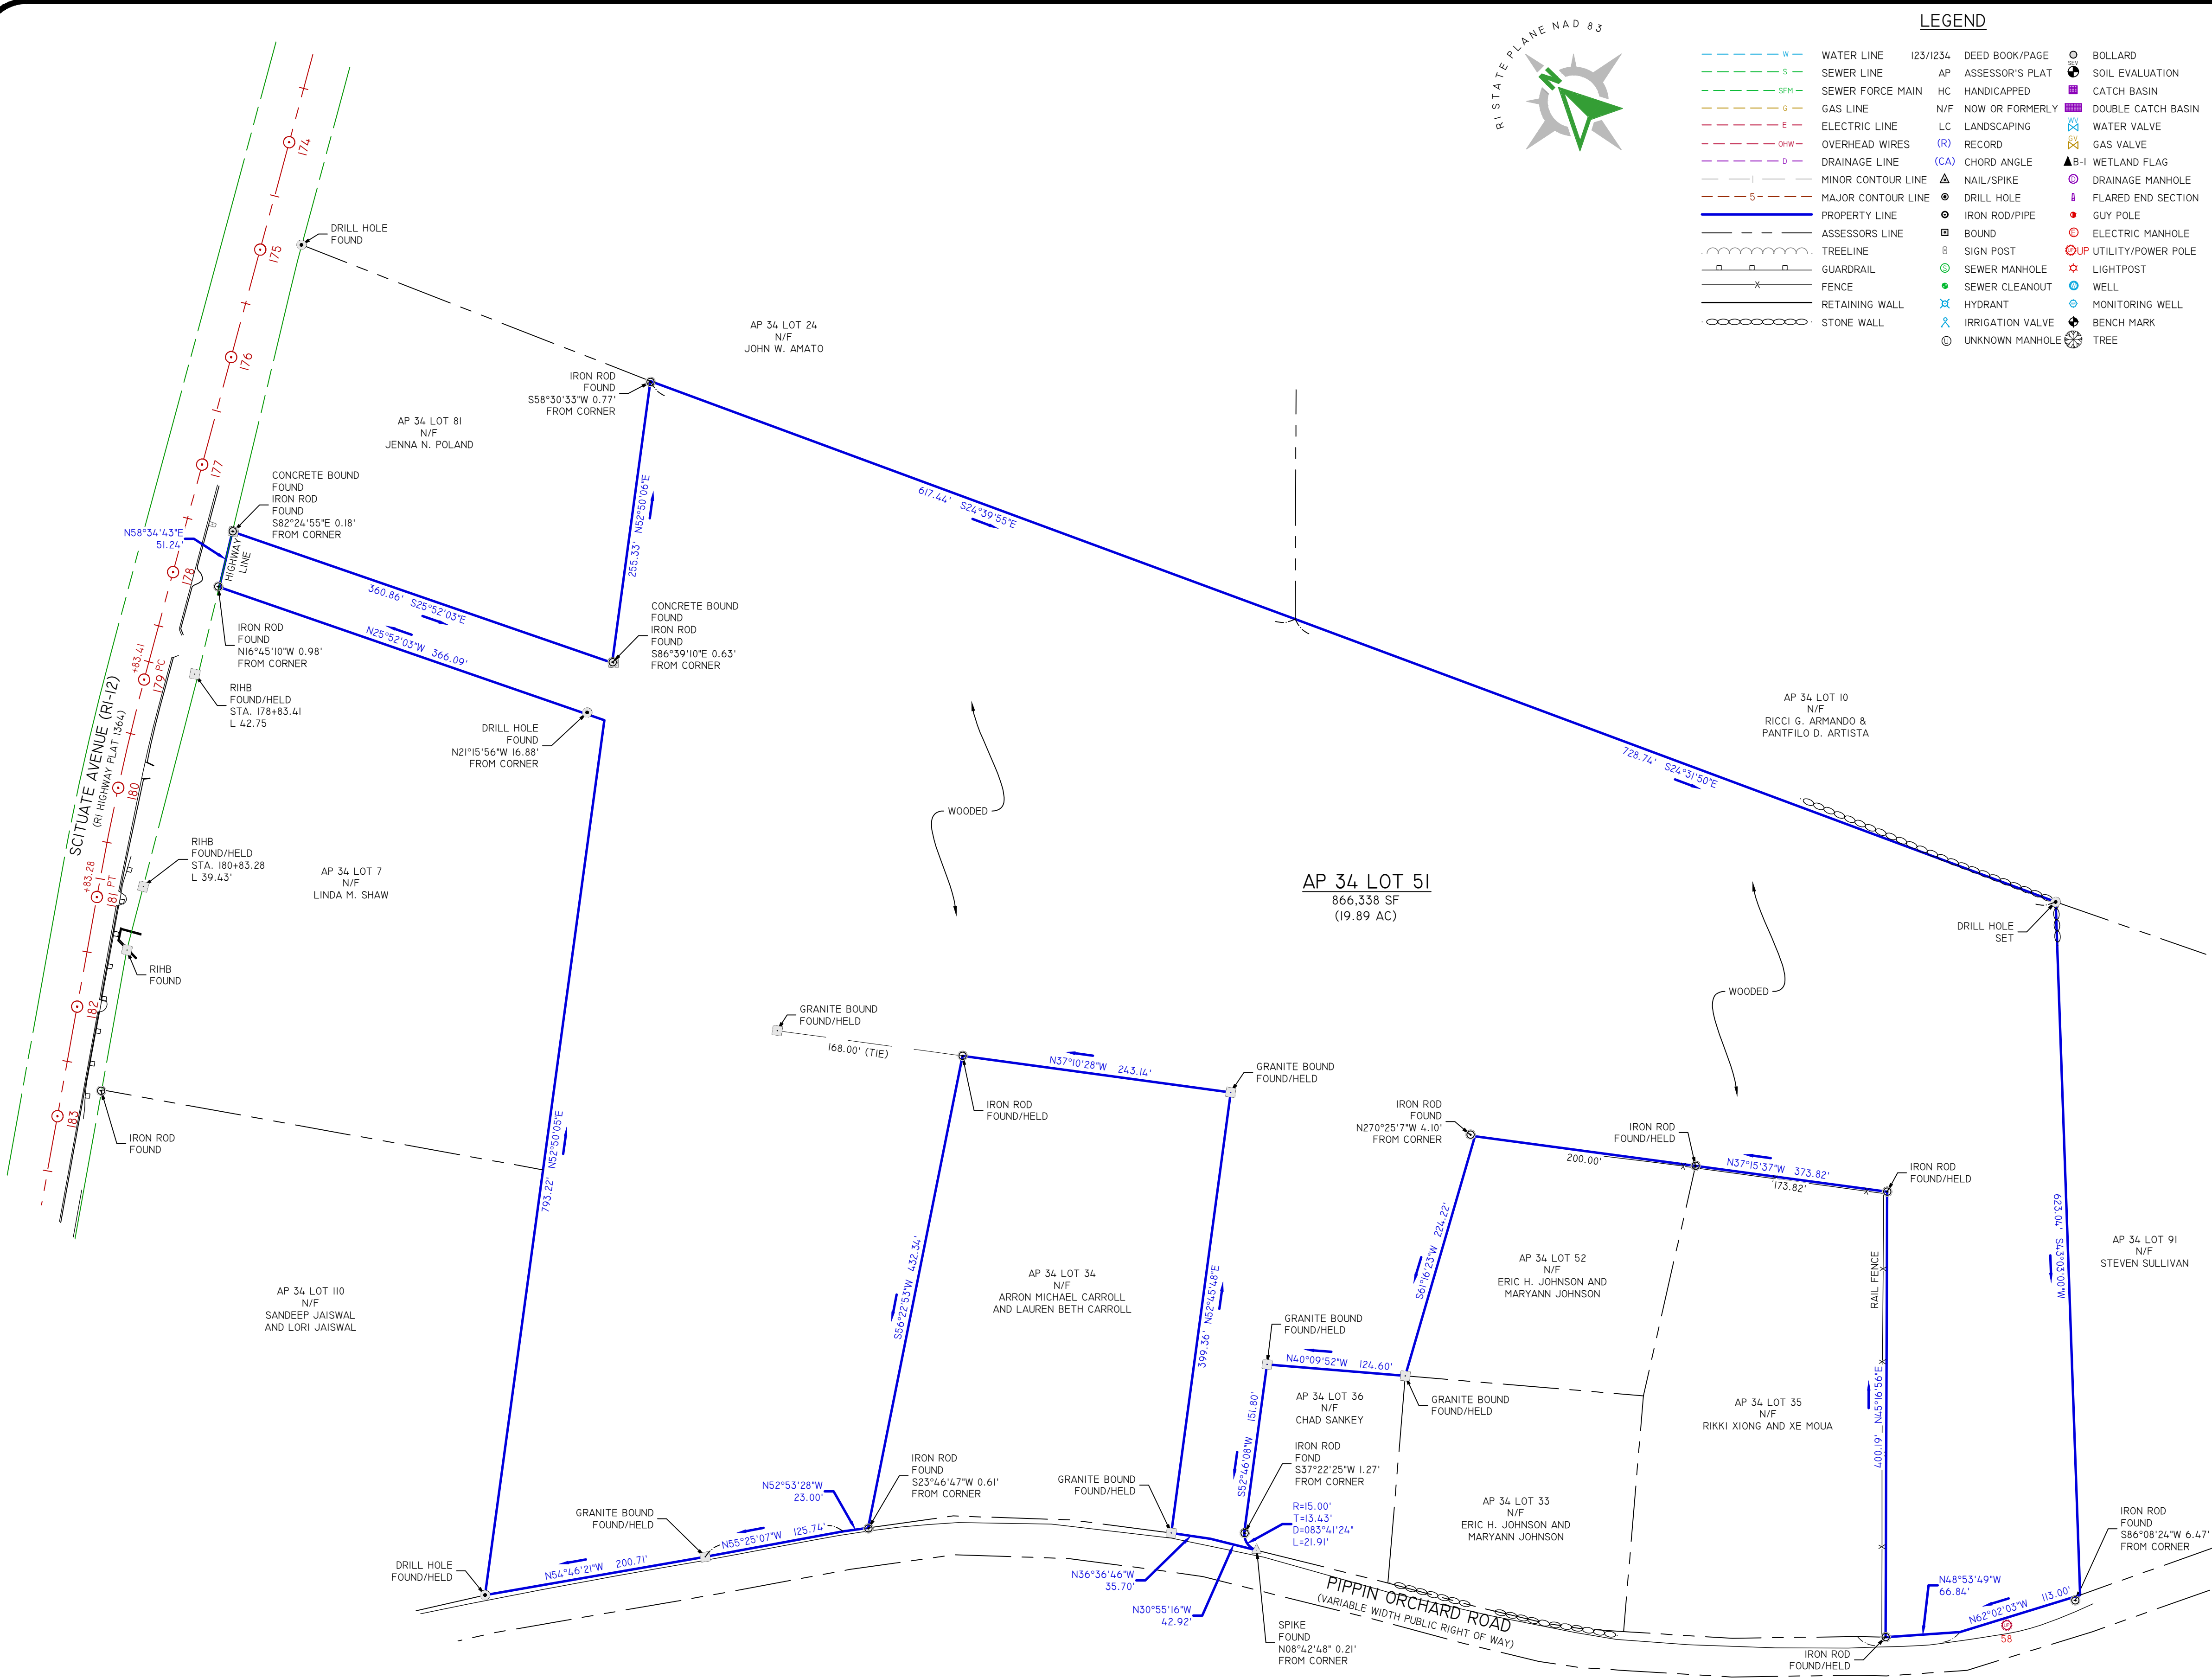 RI STATE PLANE NAD 83
N
LEGEND
W WATER LINE
S SEWER LINE
SFM SEWER FORCE MAIN
G GAS LINE
E ELECTRIC LINE
OHW OVERHEAD WIRES
D DRAINAGE LINE
1 MINOR CONTOUR LINE
5 MAJOR CONTOUR LINE
PROPERTY LINE
ASSESSORS LINE
TREELINE
GUARDRAIL
X FENCE
RETAINING WALL
STONE WALL
123/1234 DEED BOOK/PAGE
AP ASSESSOR'S PLAT
HC HANDICAPPED
N/F NOW OR FORMERLY
LC LANDSCAPING
(R) RECORD
(CA) CHORD ANGLE
NAIL/SPIKE
DRILL HOLE
IRON ROD/PIPE
BOUND
SIGN POST
S SEWER MANHOLE
SEWER CLEANOUT
HYDRANT
IRRIGATION VALVE
U UNKNOWN MANHOLE
BOLLARD
SEV SOIL EVALUATION
CATCH BASIN
DOUBLE CATCH BASIN
WV WATER VALVE
GV GAS VALVE
B-1 WETLAND FLAG
D DRAINAGE MANHOLE
FLARED END SECTION
GUY POLE
E ELECTRIC MANHOLE
UP UTILITY/POWER POLE
LIGHTPOST
WELL
MONITORING WELL
BENCH MARK
TREE
174
175
176
177
178
+83.41
179 PC
180
+83.28
181 PT
182
183
SCITUATE AVENUE (RI-12)
(RI HIGHWAY PLAT 1364)
DRILL HOLE
FOUND
AP 34 LOT 24
N/F
JOHN W. AMATO
IRON ROD
FOUND
S58°30'33"W 0.77'
FROM CORNER
AP 34 LOT 81
N/F
JENNA N. POLAND
CONCRETE BOUND
FOUND
IRON ROD
FOUND
S82°24'55"E 0.18'
FROM CORNER
N58°34'43"E
51.24'
HIGHWAY
LINE
360.86' S25°52'03"E
N25°52'03"W 366.09'
255.33' N52°50'06"E
617.44' S24°39'55"E
CONCRETE BOUND
FOUND
IRON ROD
FOUND
S86°39'10"E 0.63'
FROM CORNER
IRON ROD
FOUND
N16°45'10"W 0.98'
FROM CORNER
RIHB
FOUND/HELD
STA. 178+83.41
L 42.75
DRILL HOLE
FOUND
N21°15'56"W 16.88'
FROM CORNER
AP 34 LOT 10
N/F
RICCI G. ARMANDO &
PANTFILO D. ARTISTA
728.74' S24°31'50"E
WOODED
RIHB
FOUND/HELD
STA. 180+83.28
L 39.43'
AP 34 LOT 7
N/F
LINDA M. SHAW
AP 34 LOT 51
866,338 SF
(19.89 AC)
DRILL HOLE
SET
RIHB
FOUND
WOODED
GRANITE BOUND
FOUND/HELD
168.00' (TIE)
N37°10'28"W 243.14'
GRANITE BOUND
FOUND/HELD
IRON ROD
FOUND/HELD
IRON ROD
FOUND
N270°25'7"W 4.10'
FROM CORNER
IRON ROD
FOUND/HELD
200.00'
N37°15'37"W 373.82'
173.82'
IRON ROD
FOUND/HELD
IRON ROD
FOUND
793.22' N52°50'05"E
S56°22'53"W 432.34'
399.36' N52°45'48"E
S61°16'23"W 224.22'
RAIL FENCE
623.04' S43°03'00"W
AP 34 LOT 91
N/F
STEVEN SULLIVAN
AP 34 LOT 110
N/F
SANDEEP JAISWAL
AND LORI JAISWAL
AP 34 LOT 34
N/F
ARRON MICHAEL CARROLL
AND LAUREN BETH CARROLL
AP 34 LOT 52
N/F
ERIC H. JOHNSON AND
MARYANN JOHNSON
GRANITE BOUND
FOUND/HELD
N40°09'52"W 124.60'
GRANITE BOUND
FOUND/HELD
AP 34 LOT 36
N/F
CHAD SANKEY
S52°46'08"W 151.80'
AP 34 LOT 35
N/F
RIKKI XIONG AND XE MOUA
400.19' N45°16'56"E
IRON ROD
FOND
S37°22'25"W 1.27'
FROM CORNER
R=15.00'
T=13.43'
D=083°41'24"
L=21.91'
AP 34 LOT 33
N/F
ERIC H. JOHNSON AND
MARYANN JOHNSON
IRON ROD
FOUND
S23°46'47"W 0.61'
FROM CORNER
N52°53'28"W
23.00'
GRANITE BOUND
FOUND/HELD
GRANITE BOUND
FOUND/HELD
N55°25'07"W 125.74'
N54°46'21"W 200.71'
DRILL HOLE
FOUND/HELD
N36°36'46"W
35.70'
N30°55'16"W
42.92'
SPIKE
FOUND
N08°42'48" 0.21'
FROM CORNER
PIPPIN ORCHARD ROAD
(VARIABLE WIDTH PUBLIC RIGHT OF WAY)
IRON ROD
FOUND/HELD
N48°53'49"W
66.84'
N62°02'03"W 113.00'
58
IRON ROD
FOUND
S86°08'24"W 6.47'
FROM CORNER